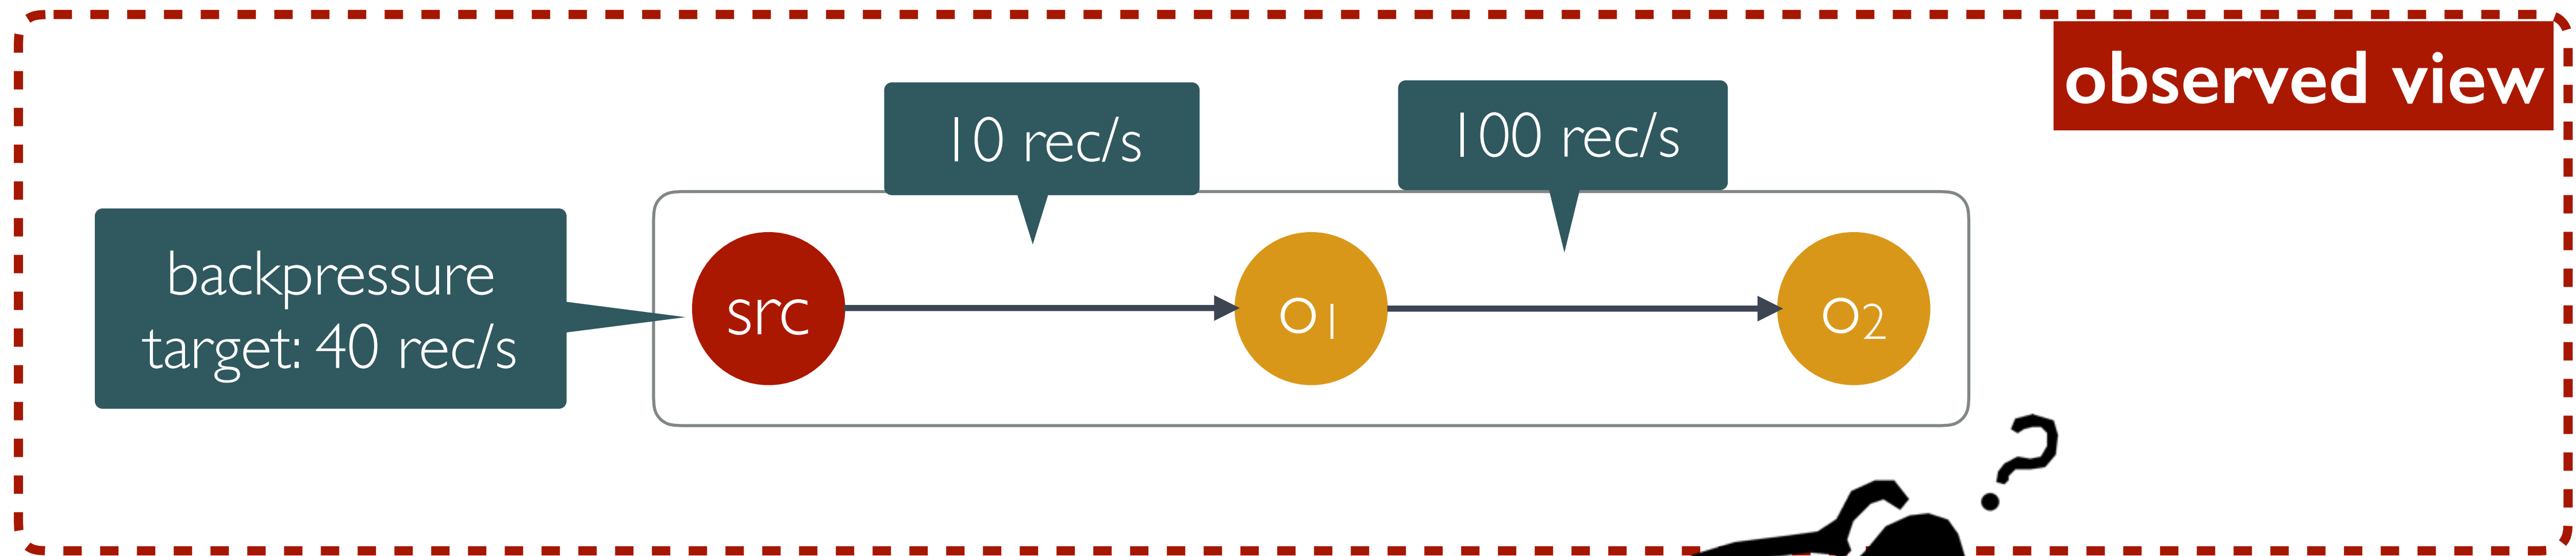 observed view
10 rec/s
100 rec/s
backpressure
target: 40 rec/s
src
o1
o2
?